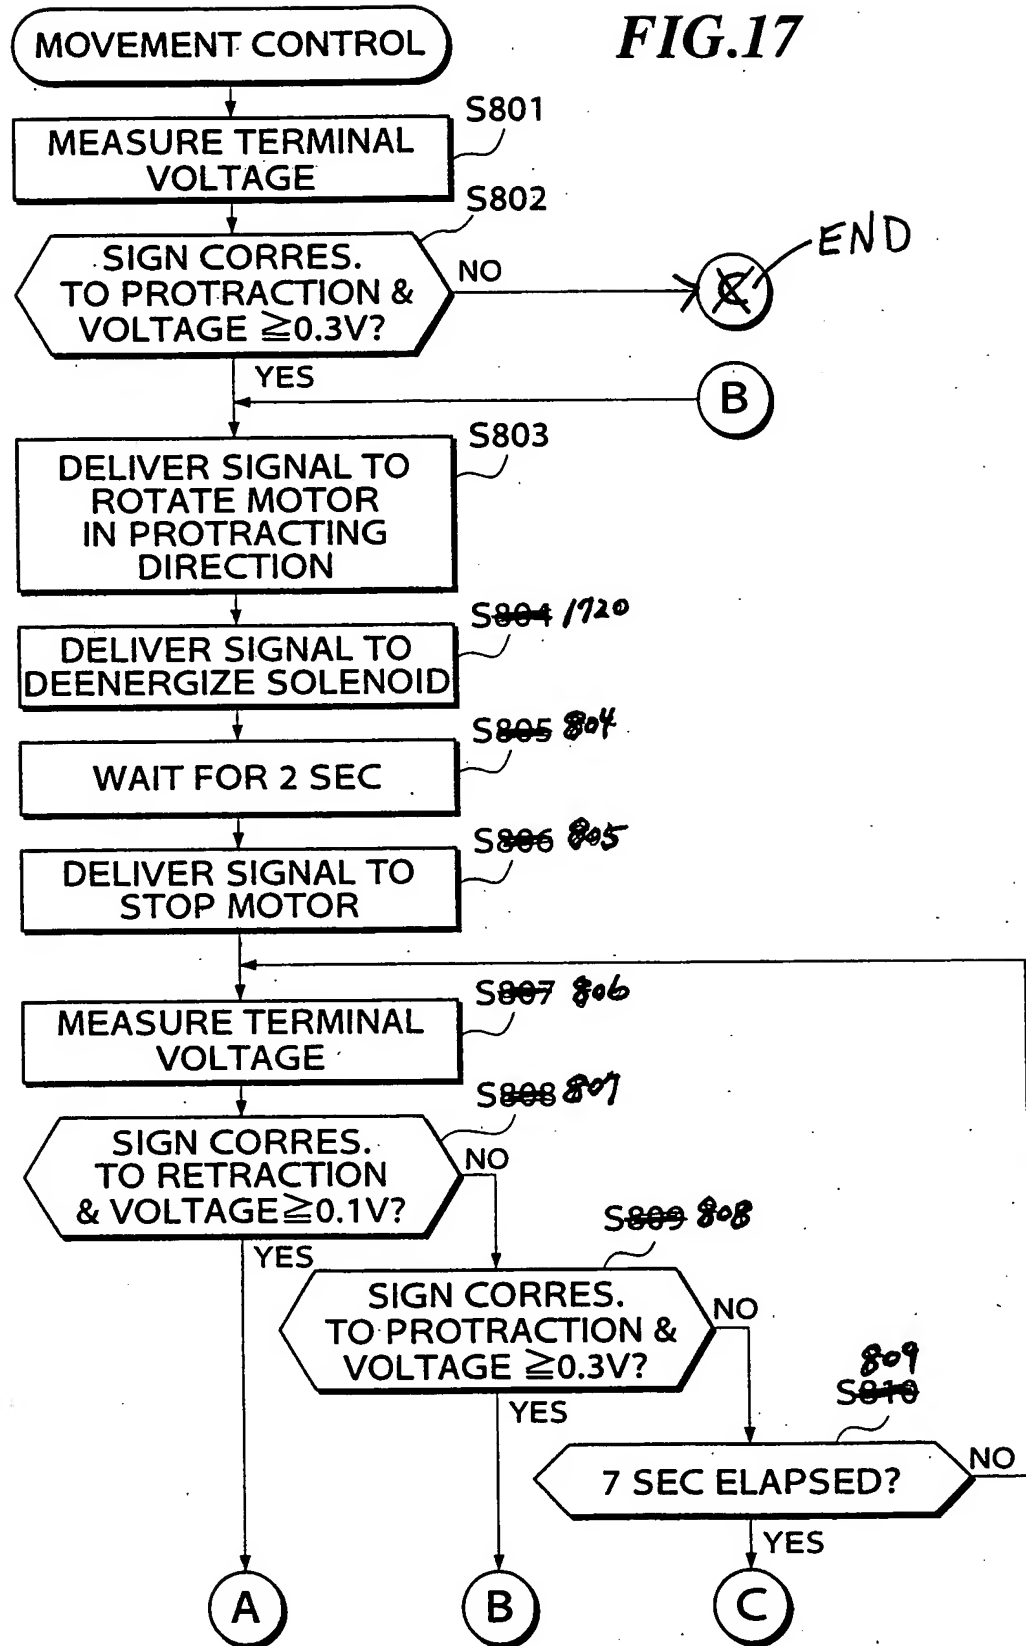 FIG.17
MOVEMENT CONTROL
S801
MEASURE TERMINAL
VOLTAGE
S802
SIGN CORRES.
TO PROTRACTION &
VOLTAGE ≧0.3V?
NO
C
END
YES
B
S803
DELIVER SIGNAL TO
ROTATE MOTOR
IN PROTRACTING
DIRECTION
S804 1720
DELIVER SIGNAL TO
DEENERGIZE SOLENOID
S805 804
WAIT FOR 2 SEC
S806 805
DELIVER SIGNAL TO
STOP MOTOR
S807 806
MEASURE TERMINAL
VOLTAGE
S808 807
SIGN CORRES.
TO RETRACTION
& VOLTAGE≧0.1V?
NO
YES
S809 808
SIGN CORRES.
TO PROTRACTION &
VOLTAGE ≧0.3V?
NO
YES
809
S810
7 SEC ELAPSED?
NO
YES
A
B
C